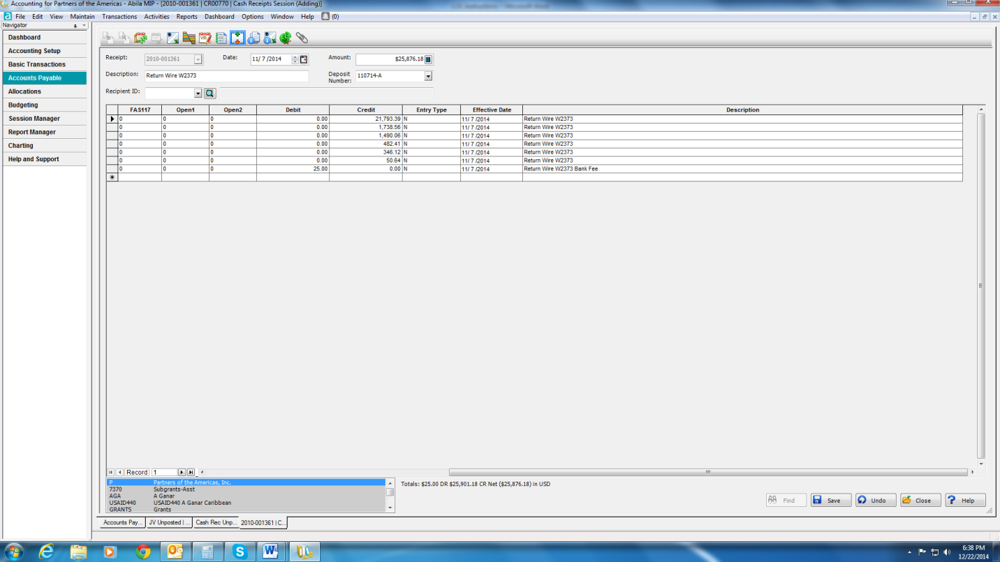 Accounting for Partners of the Americas - Abila MIP - [2010-001361 | CR00770 | Cash Receipts Session (Adding)]
File Edit View Maintain Transactions Activities Reports Dashboard Options Window Help (0)
Navigator
Dashboard
Accounting Setup
Basic Transactions
Accounts Payable
Allocations
Budgeting
Session Manager
Report Manager
Charting
Help and Support
Receipt: 2010-001361 Date: 11/ 7 /2014 Amount: $25,876.18
Description: Return Wire W2373 Deposit Number: 110714-A
Recipient ID:
FAS117 Open1 Open2 Debit Credit Entry Type Effective Date Description
0 0 0 0.00 21,793.39 N 11/ 7 /2014 Return Wire W2373
0 0 0 0.00 1,738.56 N 11/ 7 /2014 Return Wire W2373
0 0 0 0.00 1,490.06 N 11/ 7 /2014 Return Wire W2373
0 0 0 0.00 482.41 N 11/ 7 /2014 Return Wire W2373
0 0 0 0.00 346.12 N 11/ 7 /2014 Return Wire W2373
0 0 0 0.00 50.64 N 11/ 7 /2014 Return Wire W2373
0 0 0 25.00 0.00 N 11/ 7 /2014 Return Wire W2373 Bank Fee
Record 1
P Partners of the Americas, Inc.
7370 Subgrants-Asst
AGA A Ganar
USAID440 USAID440 A Ganar Caribbean
GRANTS Grants
Totals: $25.00 DR $25,901.18 CR Net ($25,876.18) in USD
Find Save Undo Close Help
Accounts Pay... JV Unposted | ... Cash Rec Unp... 2010-001361 | C...
6:38 PM
12/22/2014